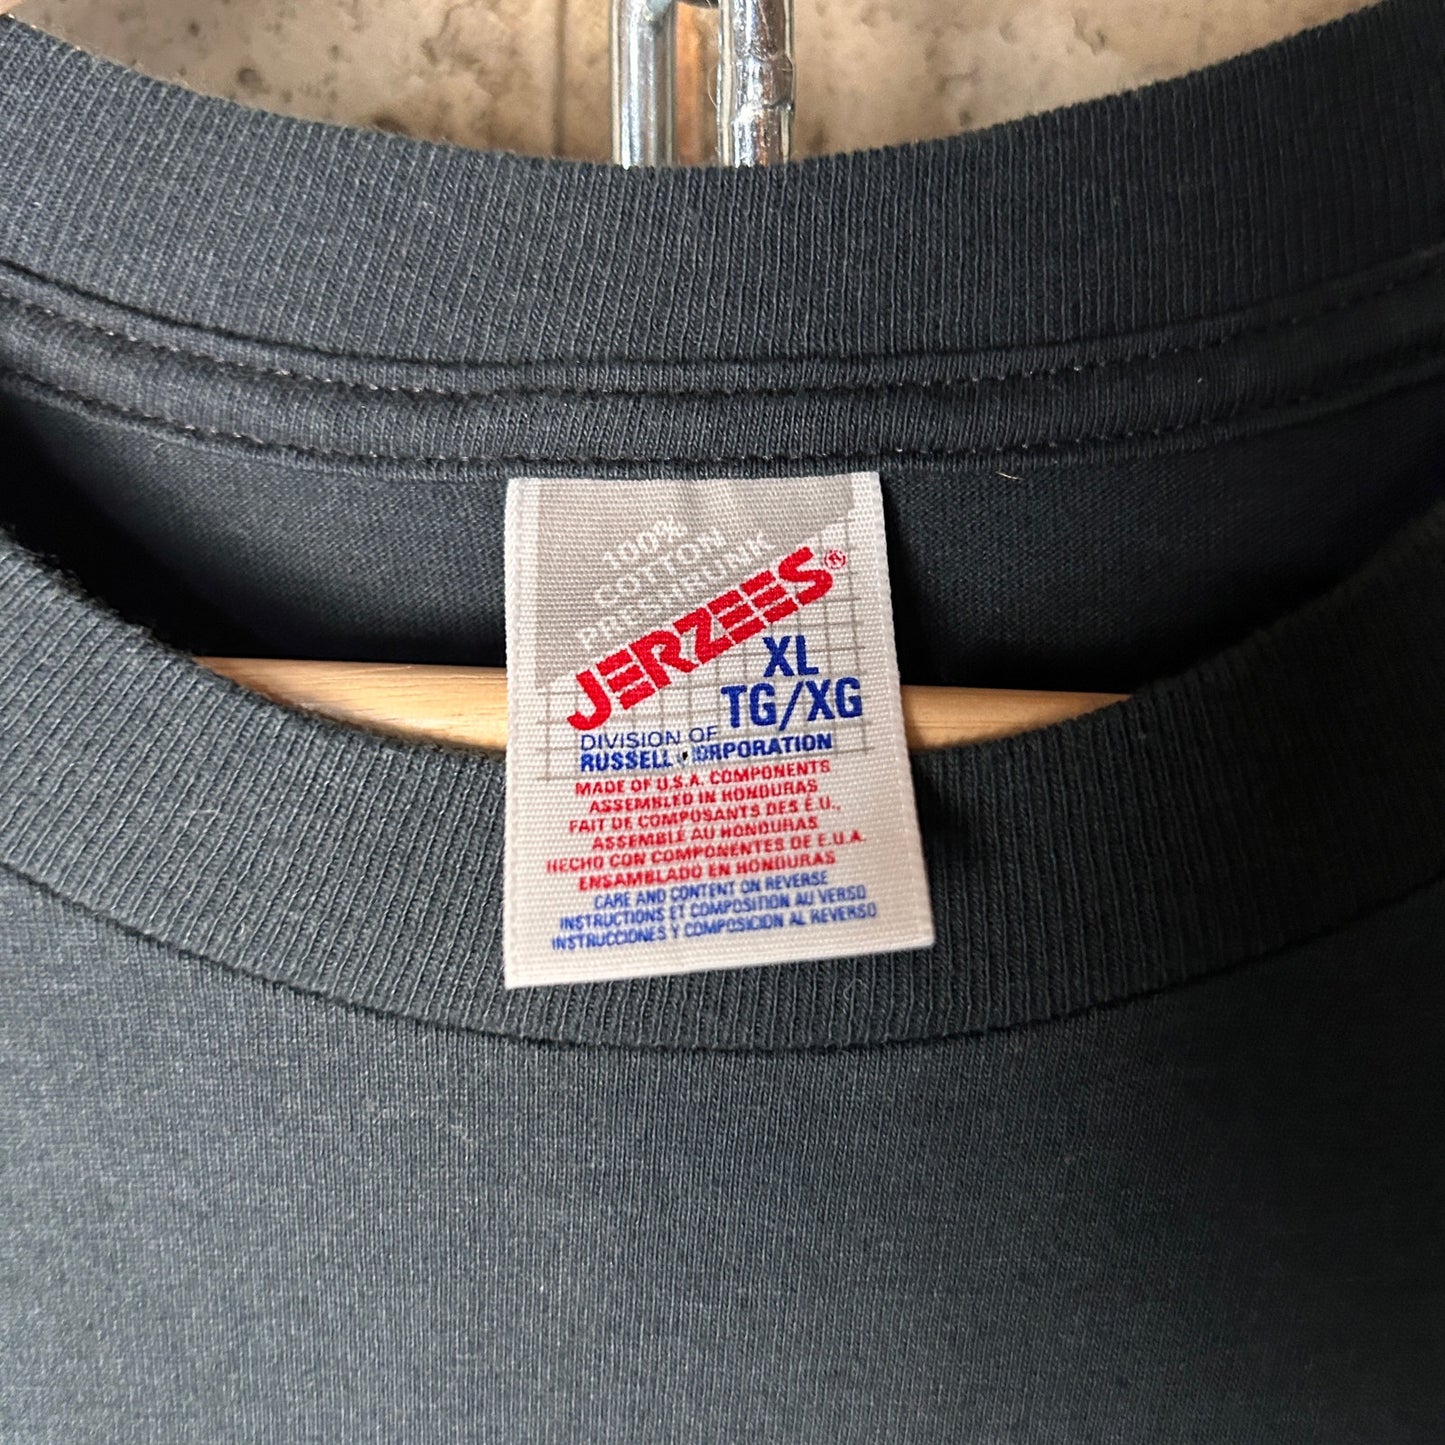 100%
COTTON
PRESHRUNK
JERZEES®
XL
TG/XG
DIVISION OF
RUSSELL CORPORATION
MADE OF U.S.A. COMPONENTS
ASSEMBLED IN HONDURAS
FAIT DE COMPOSANTS DES É.U.,
ASSEMBLÉ AU HONDURAS
HECHO CON COMPONENTES DE E.U.A.
ENSAMBLADO EN HONDURAS
CARE AND CONTENT ON REVERSE
INSTRUCTIONS ET COMPOSITION AU VERSO
INSTRUCCIONES Y COMPOSICION AL REVERSO